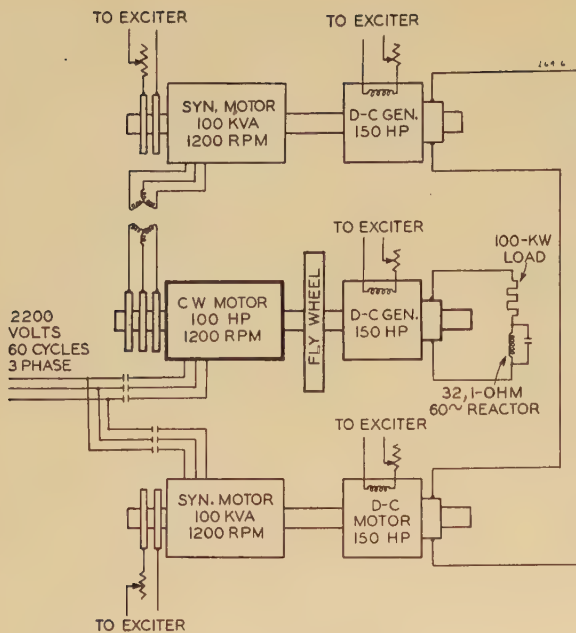 TO EXCITER
TO EXCITER
SYN. MOTOR
100 KVA
1200 RPM
D-C GEN.
150 HP
TO EXCITER
100-KW
LOAD
2200
VOLTS
60 CYCLES
3 PHASE
C W MOTOR
100 HP
1200 RPM
FLY WHEEL
D-C GEN.
150 HP
32, 1-OHM
60~ REACTOR
TO EXCITER
SYN. MOTOR
100 KVA
1200 RPM
D-C
MOTOR
150 HP
TO EXCITER